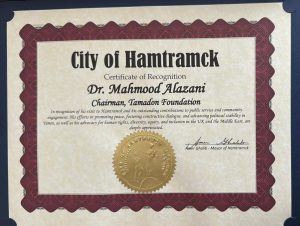 City of Hamtramck
Certificate of Recognition
Dr. Mahmood Alazani
Chairman, Tamadon Foundation
In recognition of his visit to Hamtramck and his outstanding contributions to public service and community
engagement. His efforts in promoting peace, fostering constructive dialogue, and advancing political stability in
Yemen, as well as his advocacy for human rights, diversity, equity, and inclusion in the UK and the Middle East, are
deeply appreciated.
Amer Ghalib - Mayor of Hamtramck